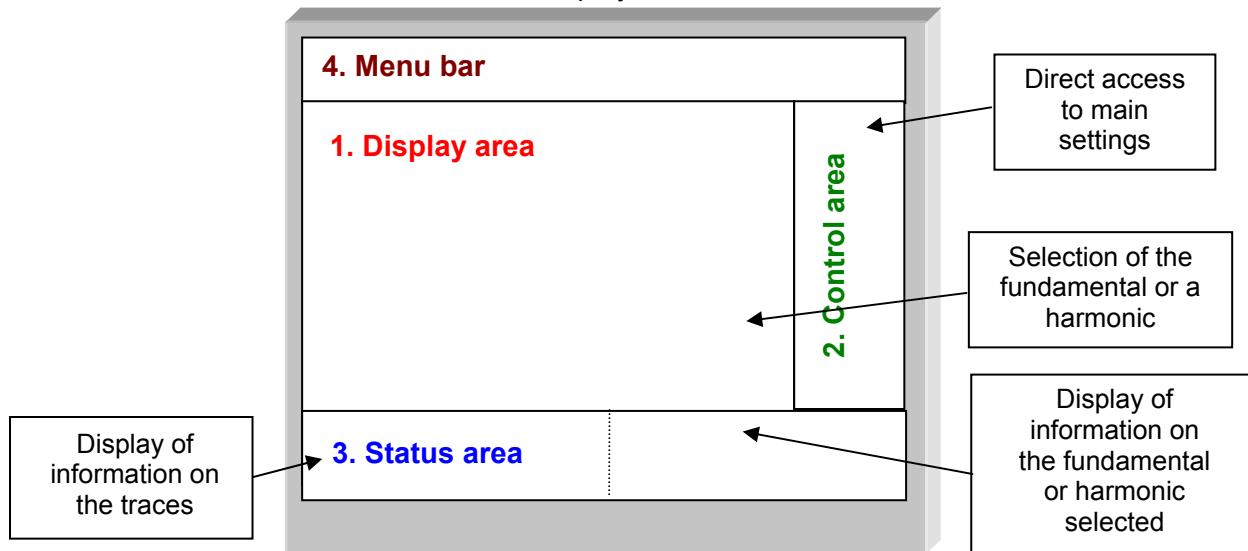 4. Menu bar
1. Display area
2. Control area
3. Status area
Direct access
to main
settings
Selection of the
fundamental or a
harmonic
Display of
information on
the fundamental
or harmonic
selected
Display of
information on
the traces